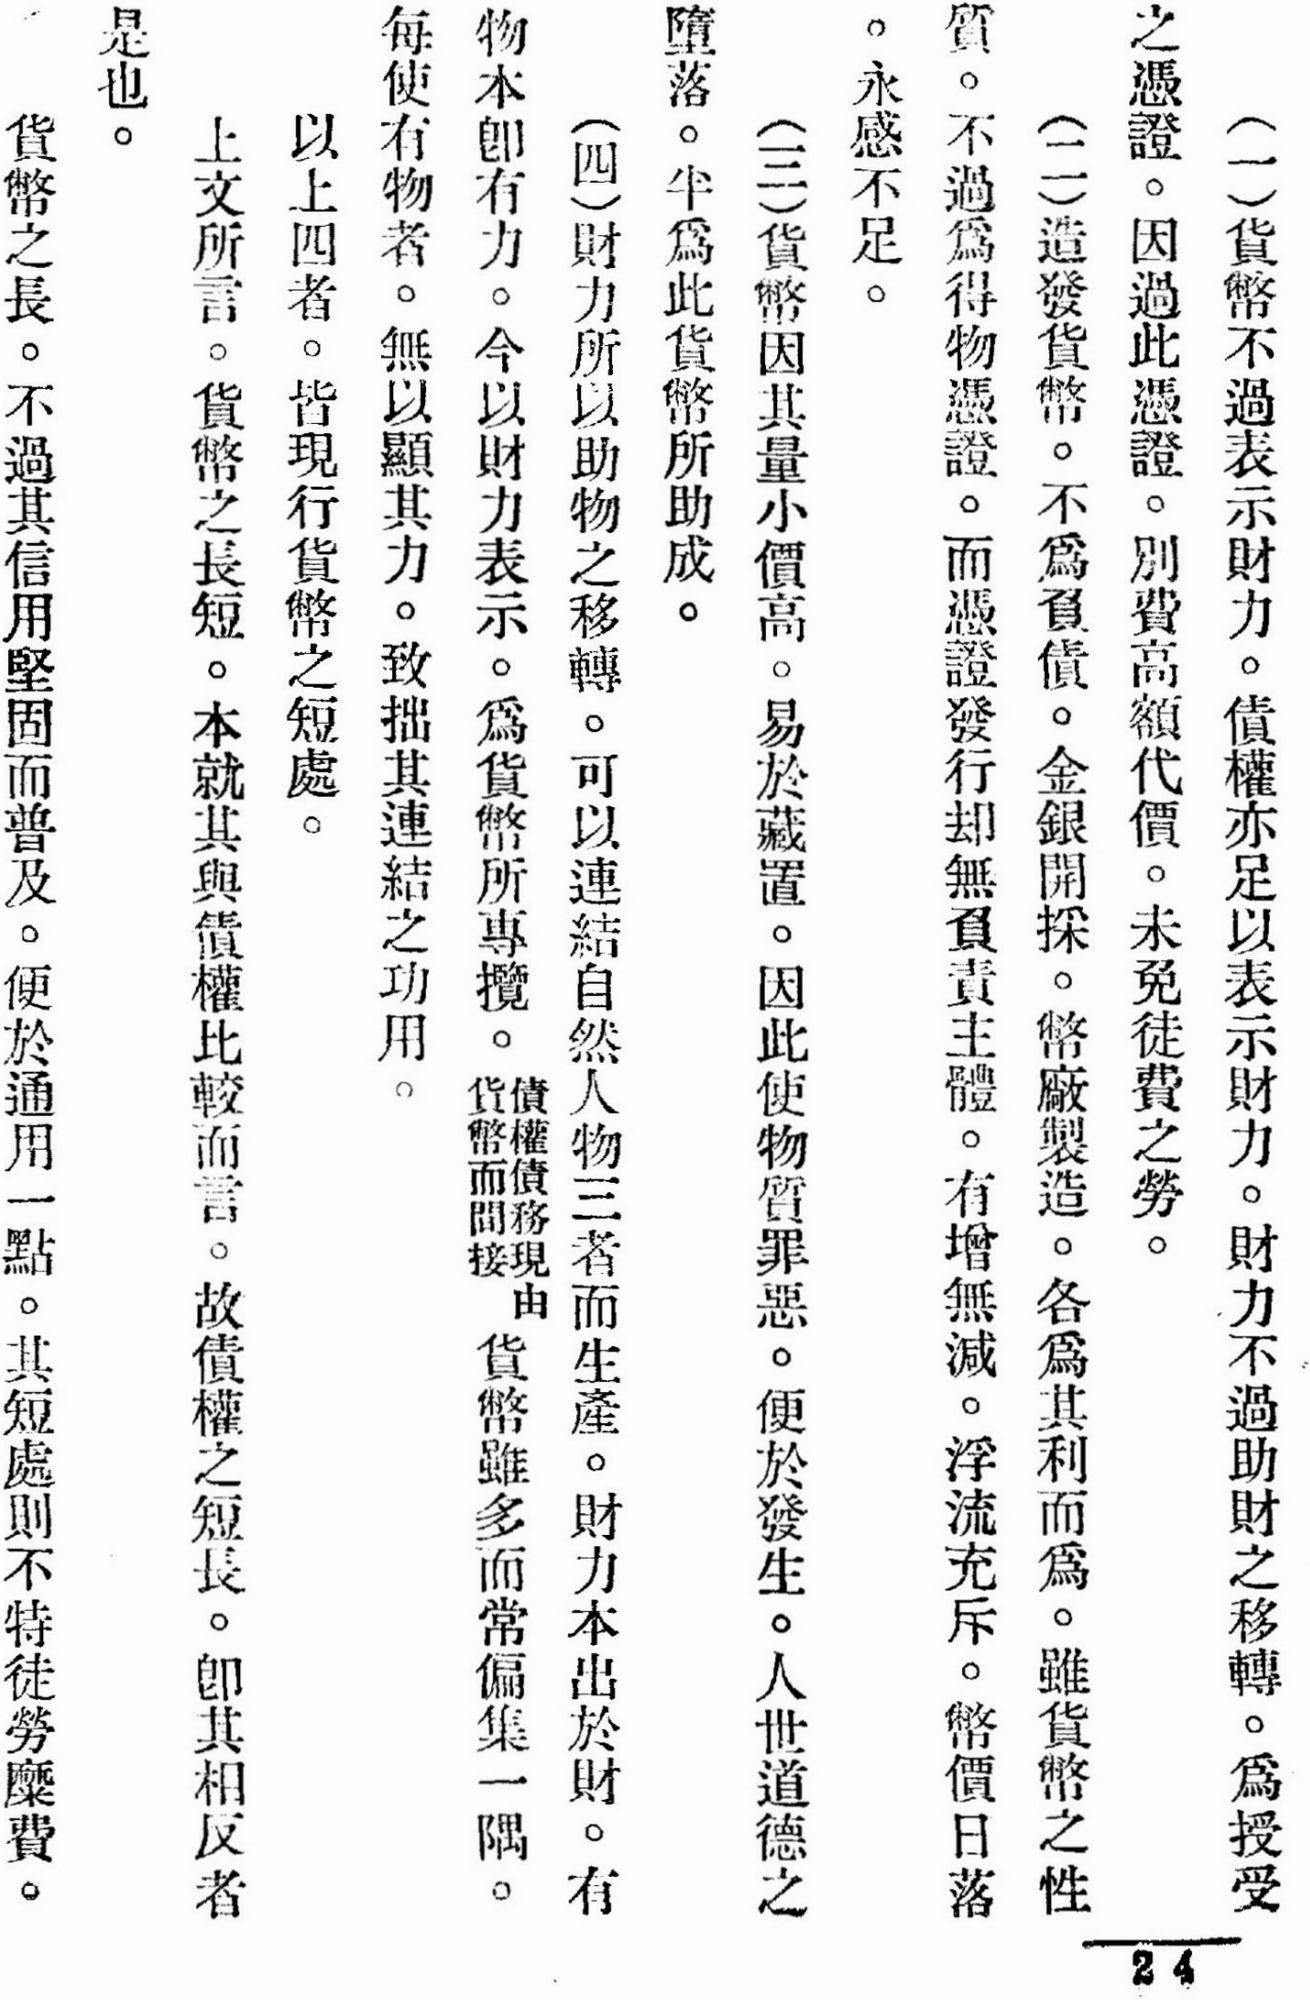 （一）貨幣不過表示財力。債權亦足以表示財力。財力不過助財之移轉。爲授受
之憑證。因過此憑證。別費高額代價。未免徒費之勞。
（二）造發貨幣。不爲負債。金銀開採。幣廠製造。各爲其利而爲。雖貨幣之性
質。不過爲得物憑證。而憑證發行却無負責主體。有增無減。浮流充斥。幣價日落
。永感不足。
（三）貨幣因其量小價高。易於藏置。因此使物質罪惡。便於發生。人世道德之
墮落。半爲此貨幣所助成。
（四）財力所以助物之移轉。可以連結自然人物三者而生產。財力本出於財。有
物本卽有力。今以財力表示。爲貨幣所專攬。債權債務現由貨幣而間接貨幣雖多而常偏集一隅。
每使有物者。無以顯其力。致拙其連結之功用。
以上四者。皆現行貨幣之短處。
上文所言。貨幣之長短。本就其與債權比較而言。故債權之短長。卽其相反者
是也。
貨幣之長。不過其信用堅固而普及。便於通用一點。其短處則不特徒勞糜費。
24